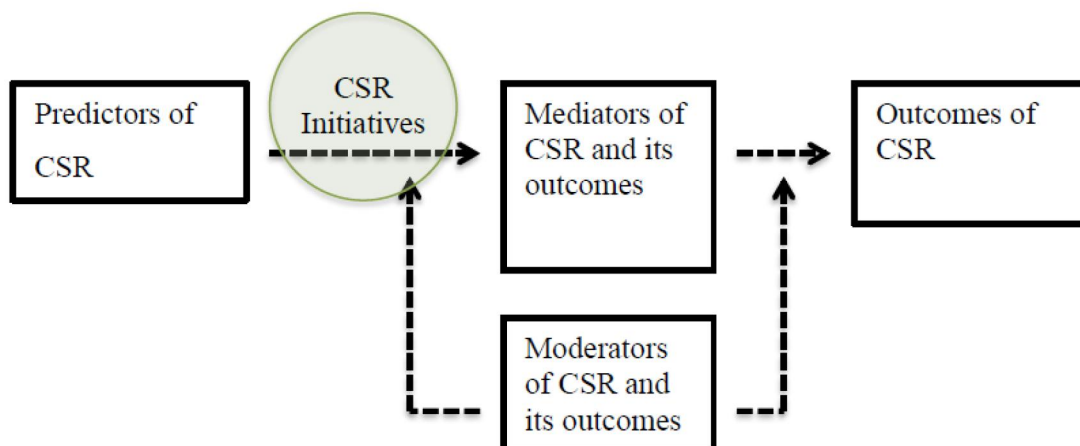 Predictors of
CSR
CSR
Initiatives
Mediators of
CSR and its
outcomes
Outcomes of
CSR
Moderators
of CSR and
its outcomes